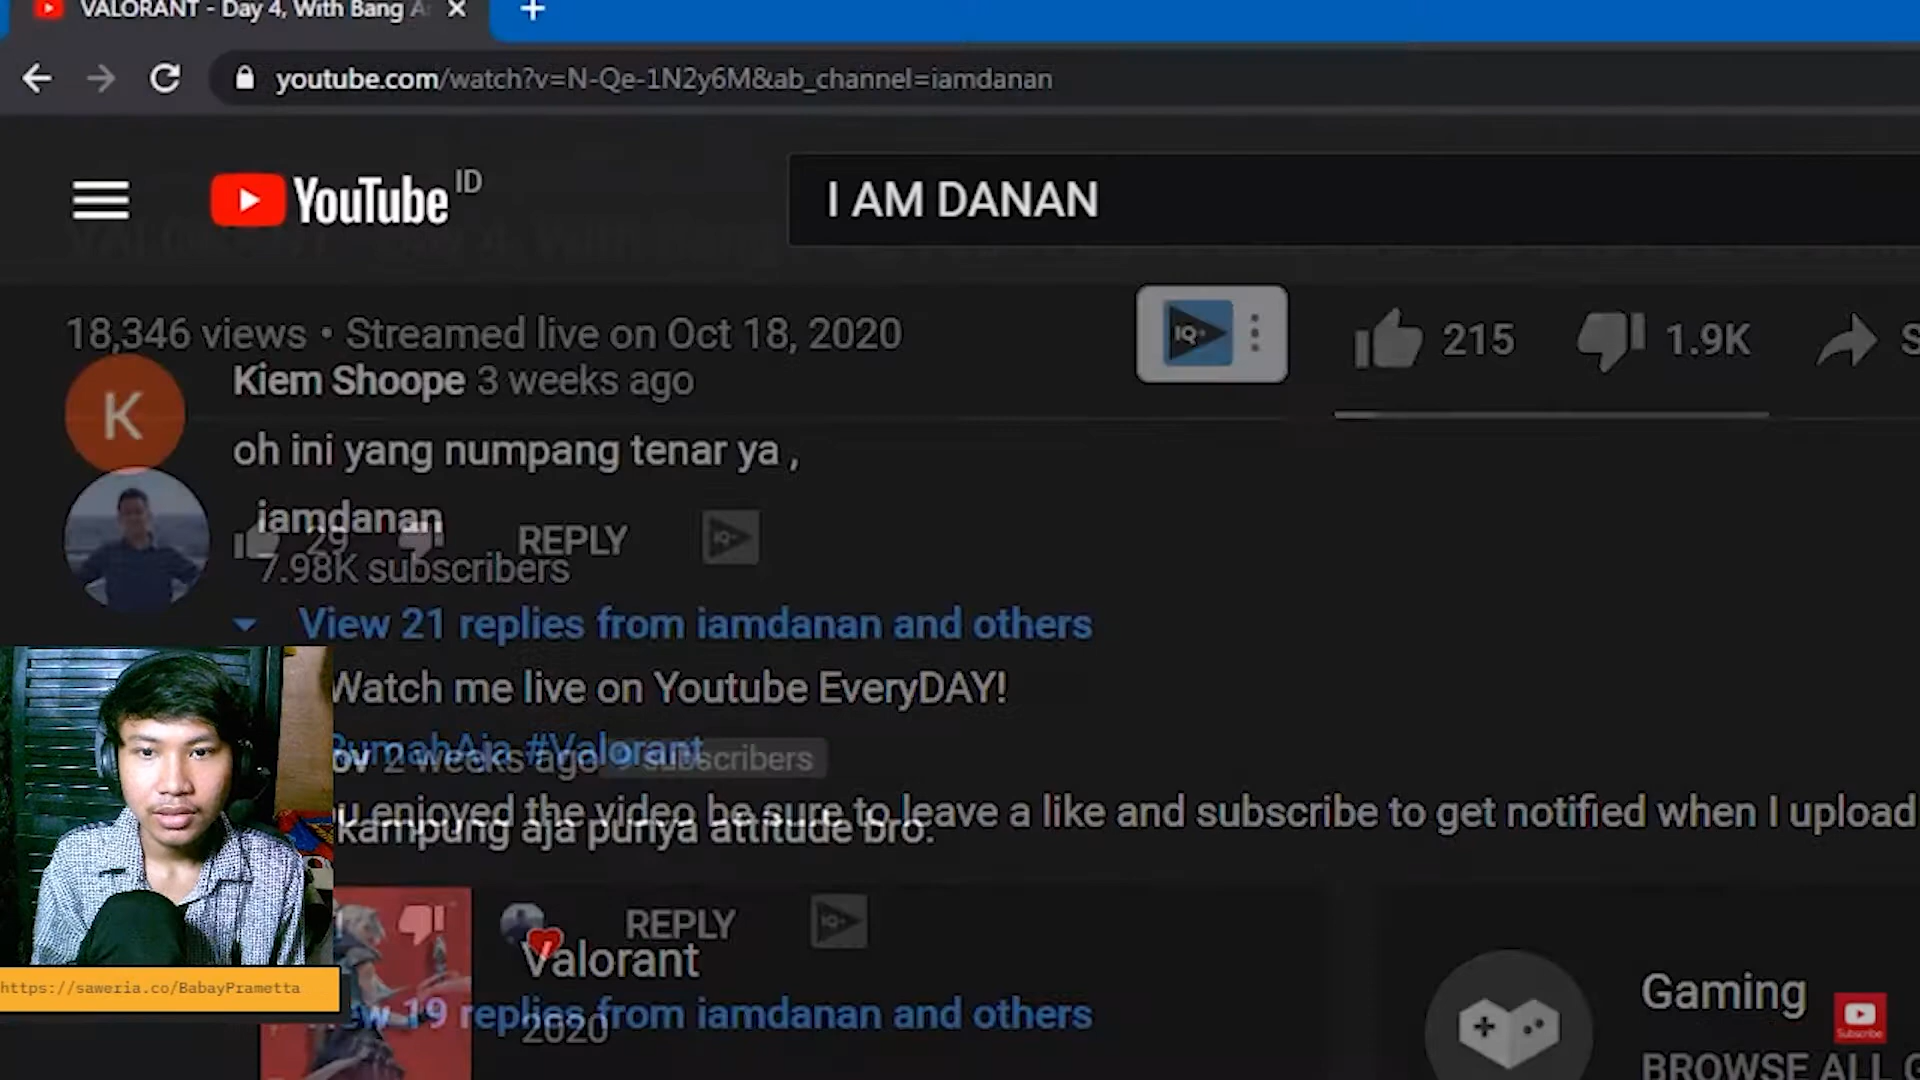 VALORANT - Day 4, With Bang A
youtube.com/watch?v=N-Qe-1N2y6M&ab_channel=iamdanan
YouTube ID
I AM DANAN
18,346 views • Streamed live on Oct 18, 2020
IQ+
215
1.9K
S
K
Kiem Shoope 3 weeks ago
oh ini yang numpang tenar ya ,
iamdanan
29
REPLY
7.98K subscribers
View 21 replies from iamdanan and others
Watch me live on Youtube EveryDAY!
RumahAja #Valorant
ov 2 weeks ago
subscribers
u enjoyed the video be sure to leave a like and subscribe to get notified when I upload
kampung aja punya attitude bro.
REPLY
Valorant
ew 19 replies from iamdanan and others
2020
https://saweria.co/BabayPrametta
Gaming
Subscribe
BROWSE ALL G